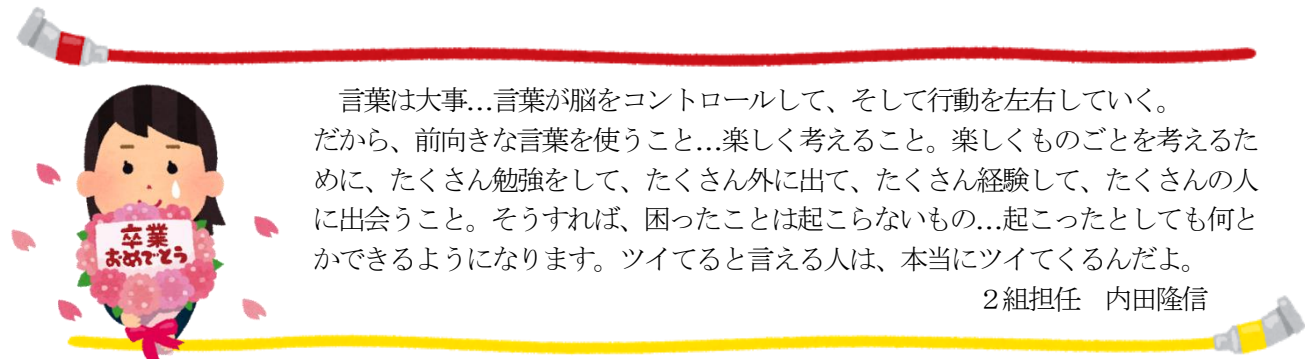 言葉は大事…言葉が脳をコントロールして、そして行動を左右していく。
だから、前向きな言葉を使うこと…楽しく考えること。楽しくものごとを考えるた
めに、たくさん勉強をして、たくさん外に出て、たくさん経験して、たくさんの人
に出会うこと。そうすれば、困ったことは起こらないもの…起こったとしても何と
かできるようになります。ツイてると言える人は、本当にツイてくるんだよ。
２組担任　内田隆信
卒業
おめでとう